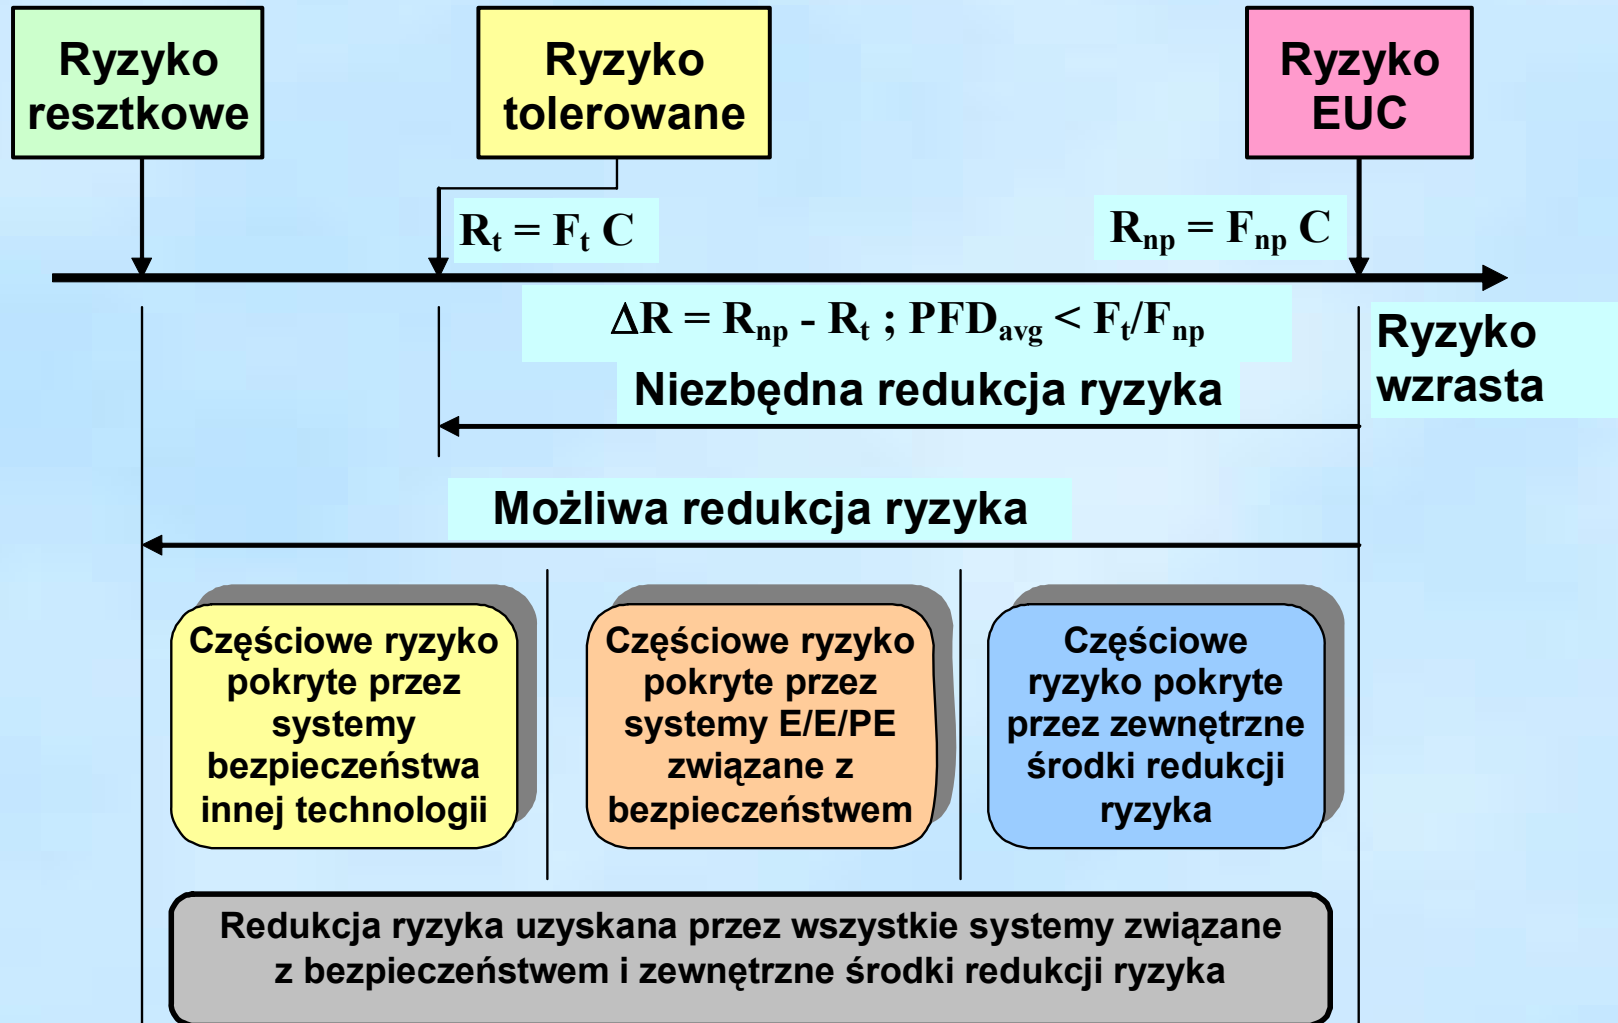 Ryzyko
resztkowe
Ryzyko
tolerowane
Ryzyko
EUC
Rₜ = Fₜ C
Rₙₚ = Fₙₚ C
ΔR = Rₙₚ - Rₜ ; PFDavg < Fₜ/Fₙₚ
Ryzyko
wzrasta
Niezbędna redukcja ryzyka
Możliwa redukcja ryzyka
Częściowe ryzyko
pokryte przez
systemy
bezpieczeństwa
innej technologii
Częściowe ryzyko
pokryte przez
systemy E/E/PE
związane z
bezpieczeństwem
Częściowe
ryzyko pokryte
przez zewnętrzne
środki redukcji
ryzyka
Redukcja ryzyka uzyskana przez wszystkie systemy związane
z bezpieczeństwem i zewnętrzne środki redukcji ryzyka